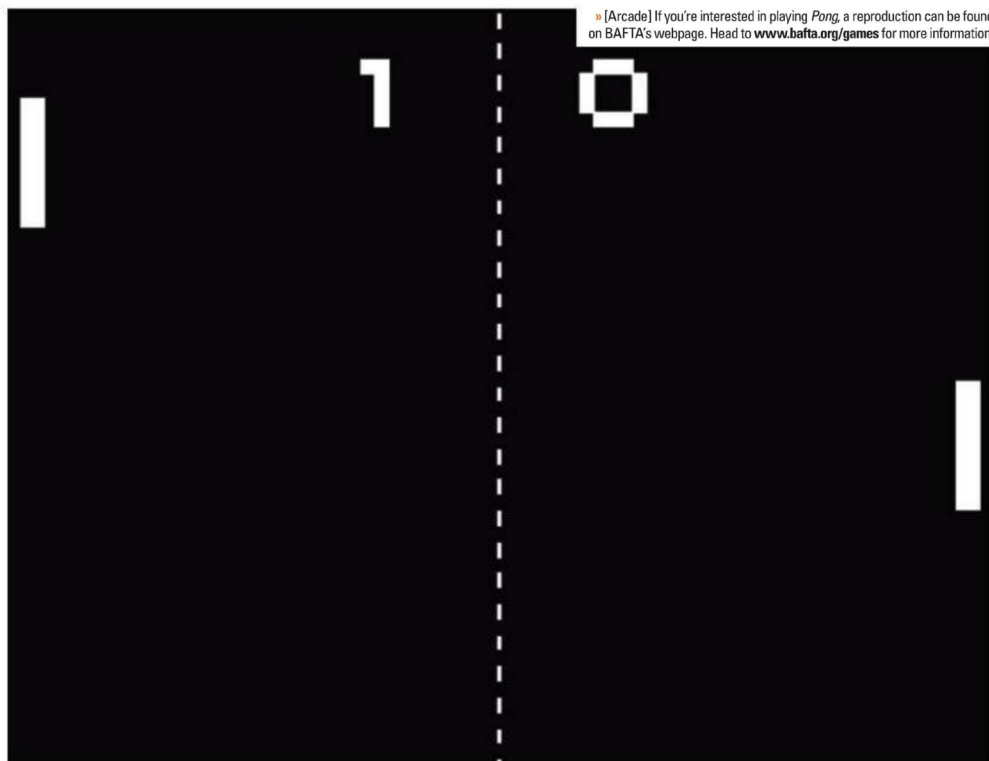 » [Arcade] If you're interested in playing Pong, a reproduction can be found
on BAFTA's webpage. Head to www.bafta.org/games for more information
1 0